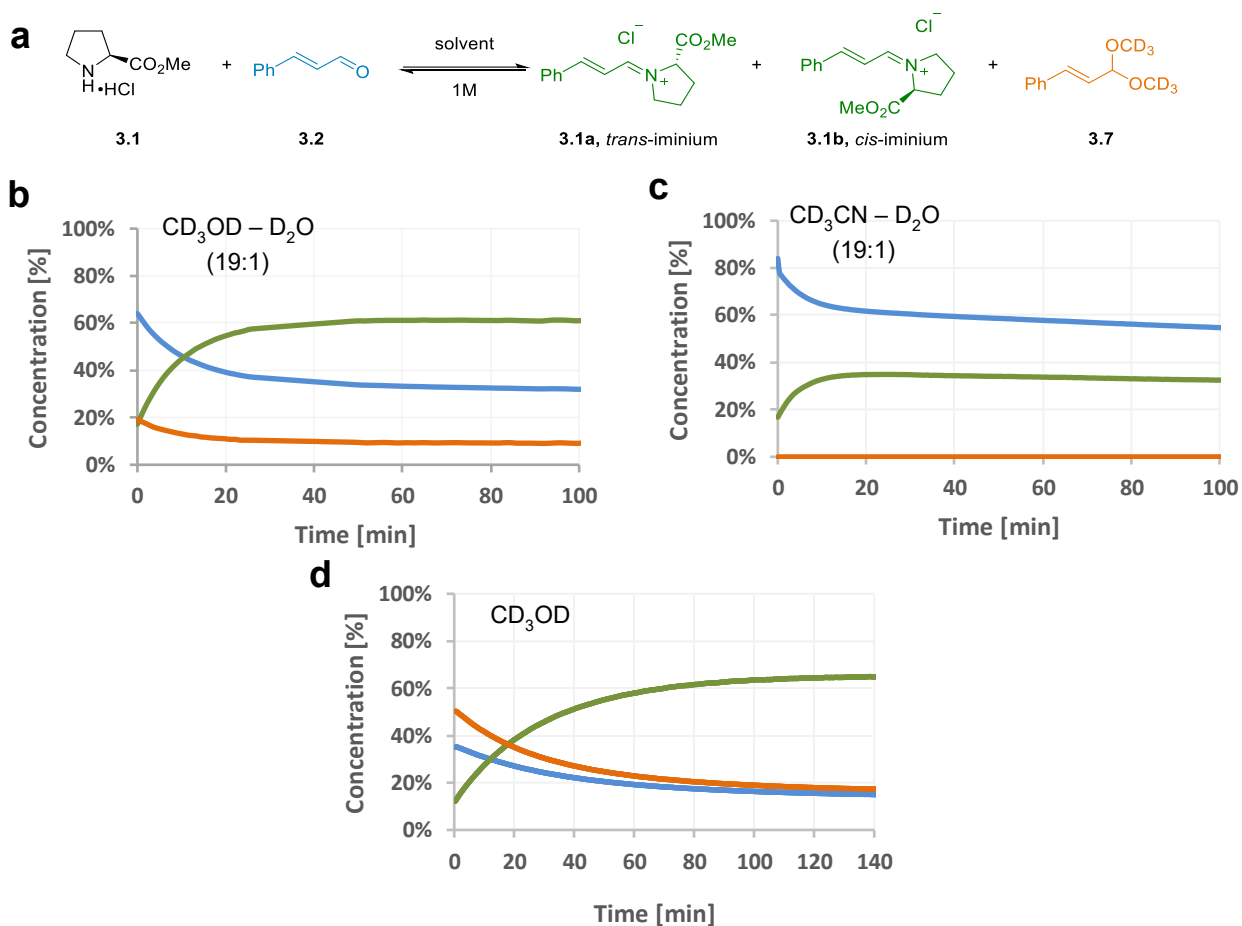 a
N
H •HCl
CO₂Me
+
Ph
O
solvent
1M
Cl⁻
CO₂Me
Ph
N
+
+
Cl⁻
Ph
N
+
MeO₂C
+
OCD₃
Ph
OCD₃
3.1
3.2
3.1a, trans-iminium
3.1b, cis-iminium
3.7
b
CD₃OD – D₂O
(19:1)
100%
80%
60%
40%
20%
0%
Concentration [%]
0 20 40 60 80 100
Time [min]
c
CD₃CN – D₂O
(19:1)
100%
80%
60%
40%
20%
0%
Concentration [%]
0 20 40 60 80 100
Time [min]
d
CD₃OD
100%
80%
60%
40%
20%
0%
Concentration [%]
0 20 40 60 80 100 120 140
Time [min]